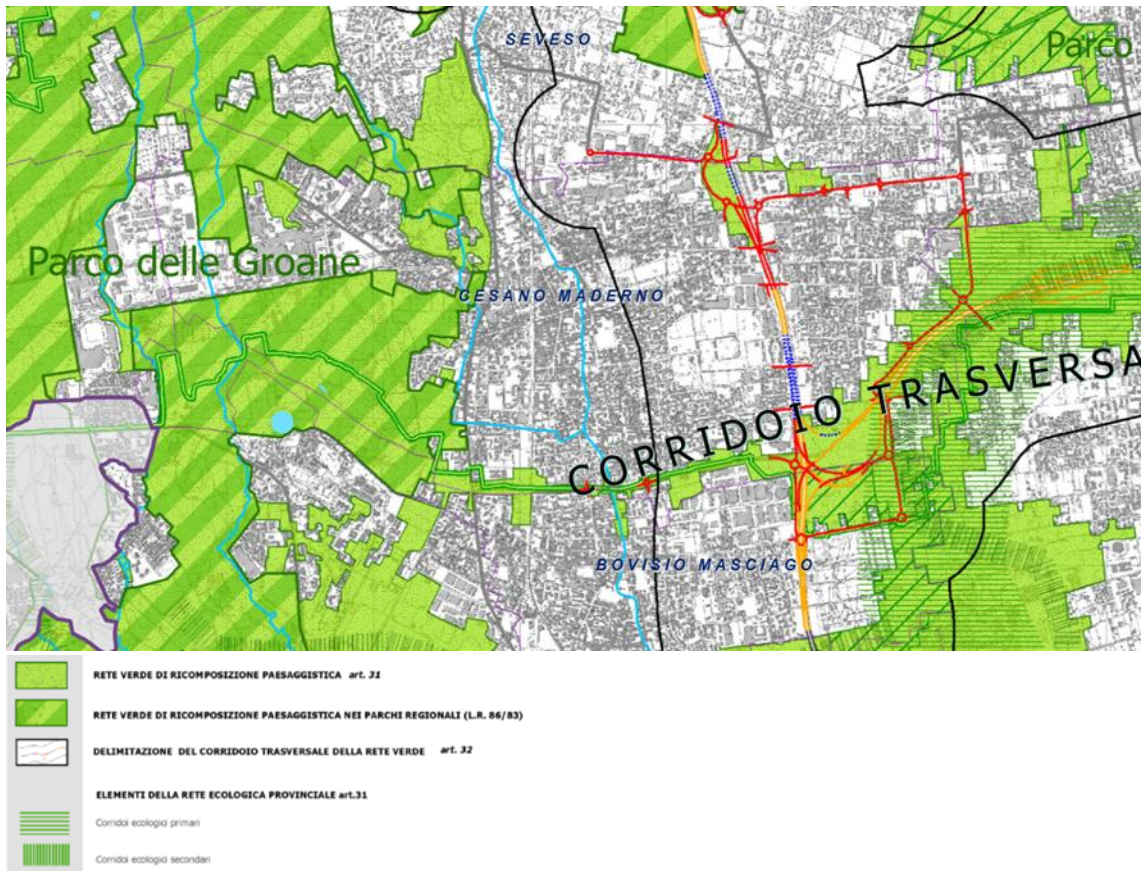 SEVESO
Parco
Parco delle Groane
CESANO MADERNO
CORRIDOIO TRASVERSA
BOVISIO MASCIAGO
RETE VERDE DI RICOMPOSIZIONE PAESAGGISTICA art. 31
RETE VERDE DI RICOMPOSIZIONE PAESAGGISTICA NEI PARCHI REGIONALI (L.R. 86/83)
DELIMITAZIONE DEL CORRIDOIO TRASVERSALE DELLA RETE VERDE art. 32
ELEMENTI DELLA RETE ECOLOGICA PROVINCIALE art.31
Corridoi ecologici primari
Corridoi ecologici secondari